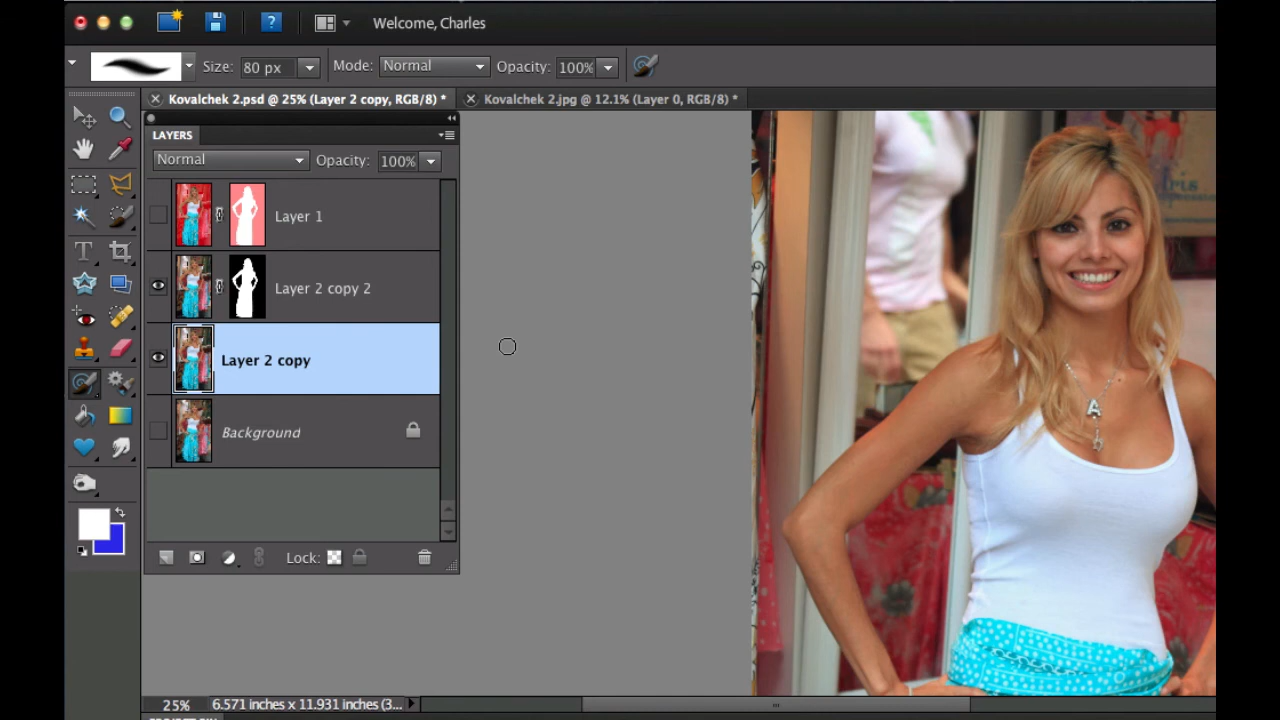 Welcome, Charles
Size: 80 px Mode: Normal Opacity: 100%
Kovalchek 2.psd @ 25% (Layer 2 copy, RGB/8) * Kovalchek 2.jpg @ 12.1% (Layer 0, RGB/8) *
LAYERS
Normal Opacity: 100%
Layer 1
Layer 2 copy 2
Layer 2 copy
Background
Lock:
25% 6.571 inches x 11.931 inches (3...
A